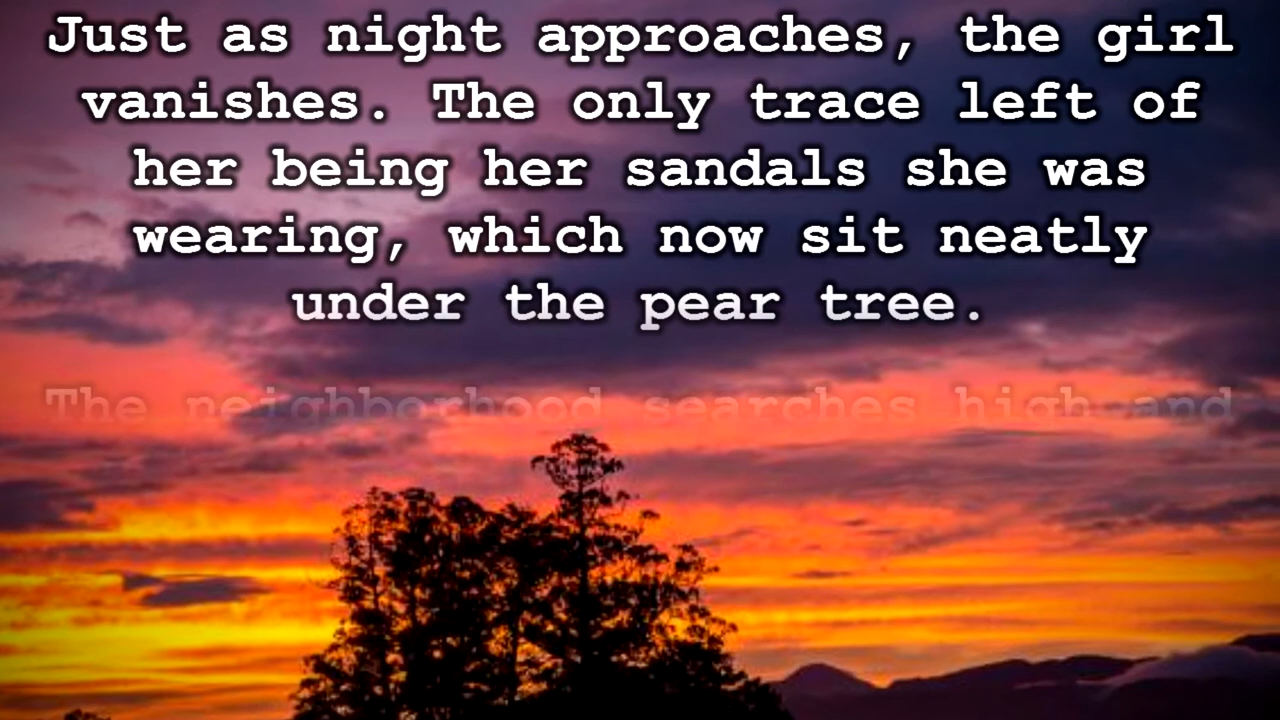 Just as night approaches, the girl
vanishes. The only trace left of
her being her sandals she was
wearing, which now sit neatly
under the pear tree.
The neighborhood searches high and